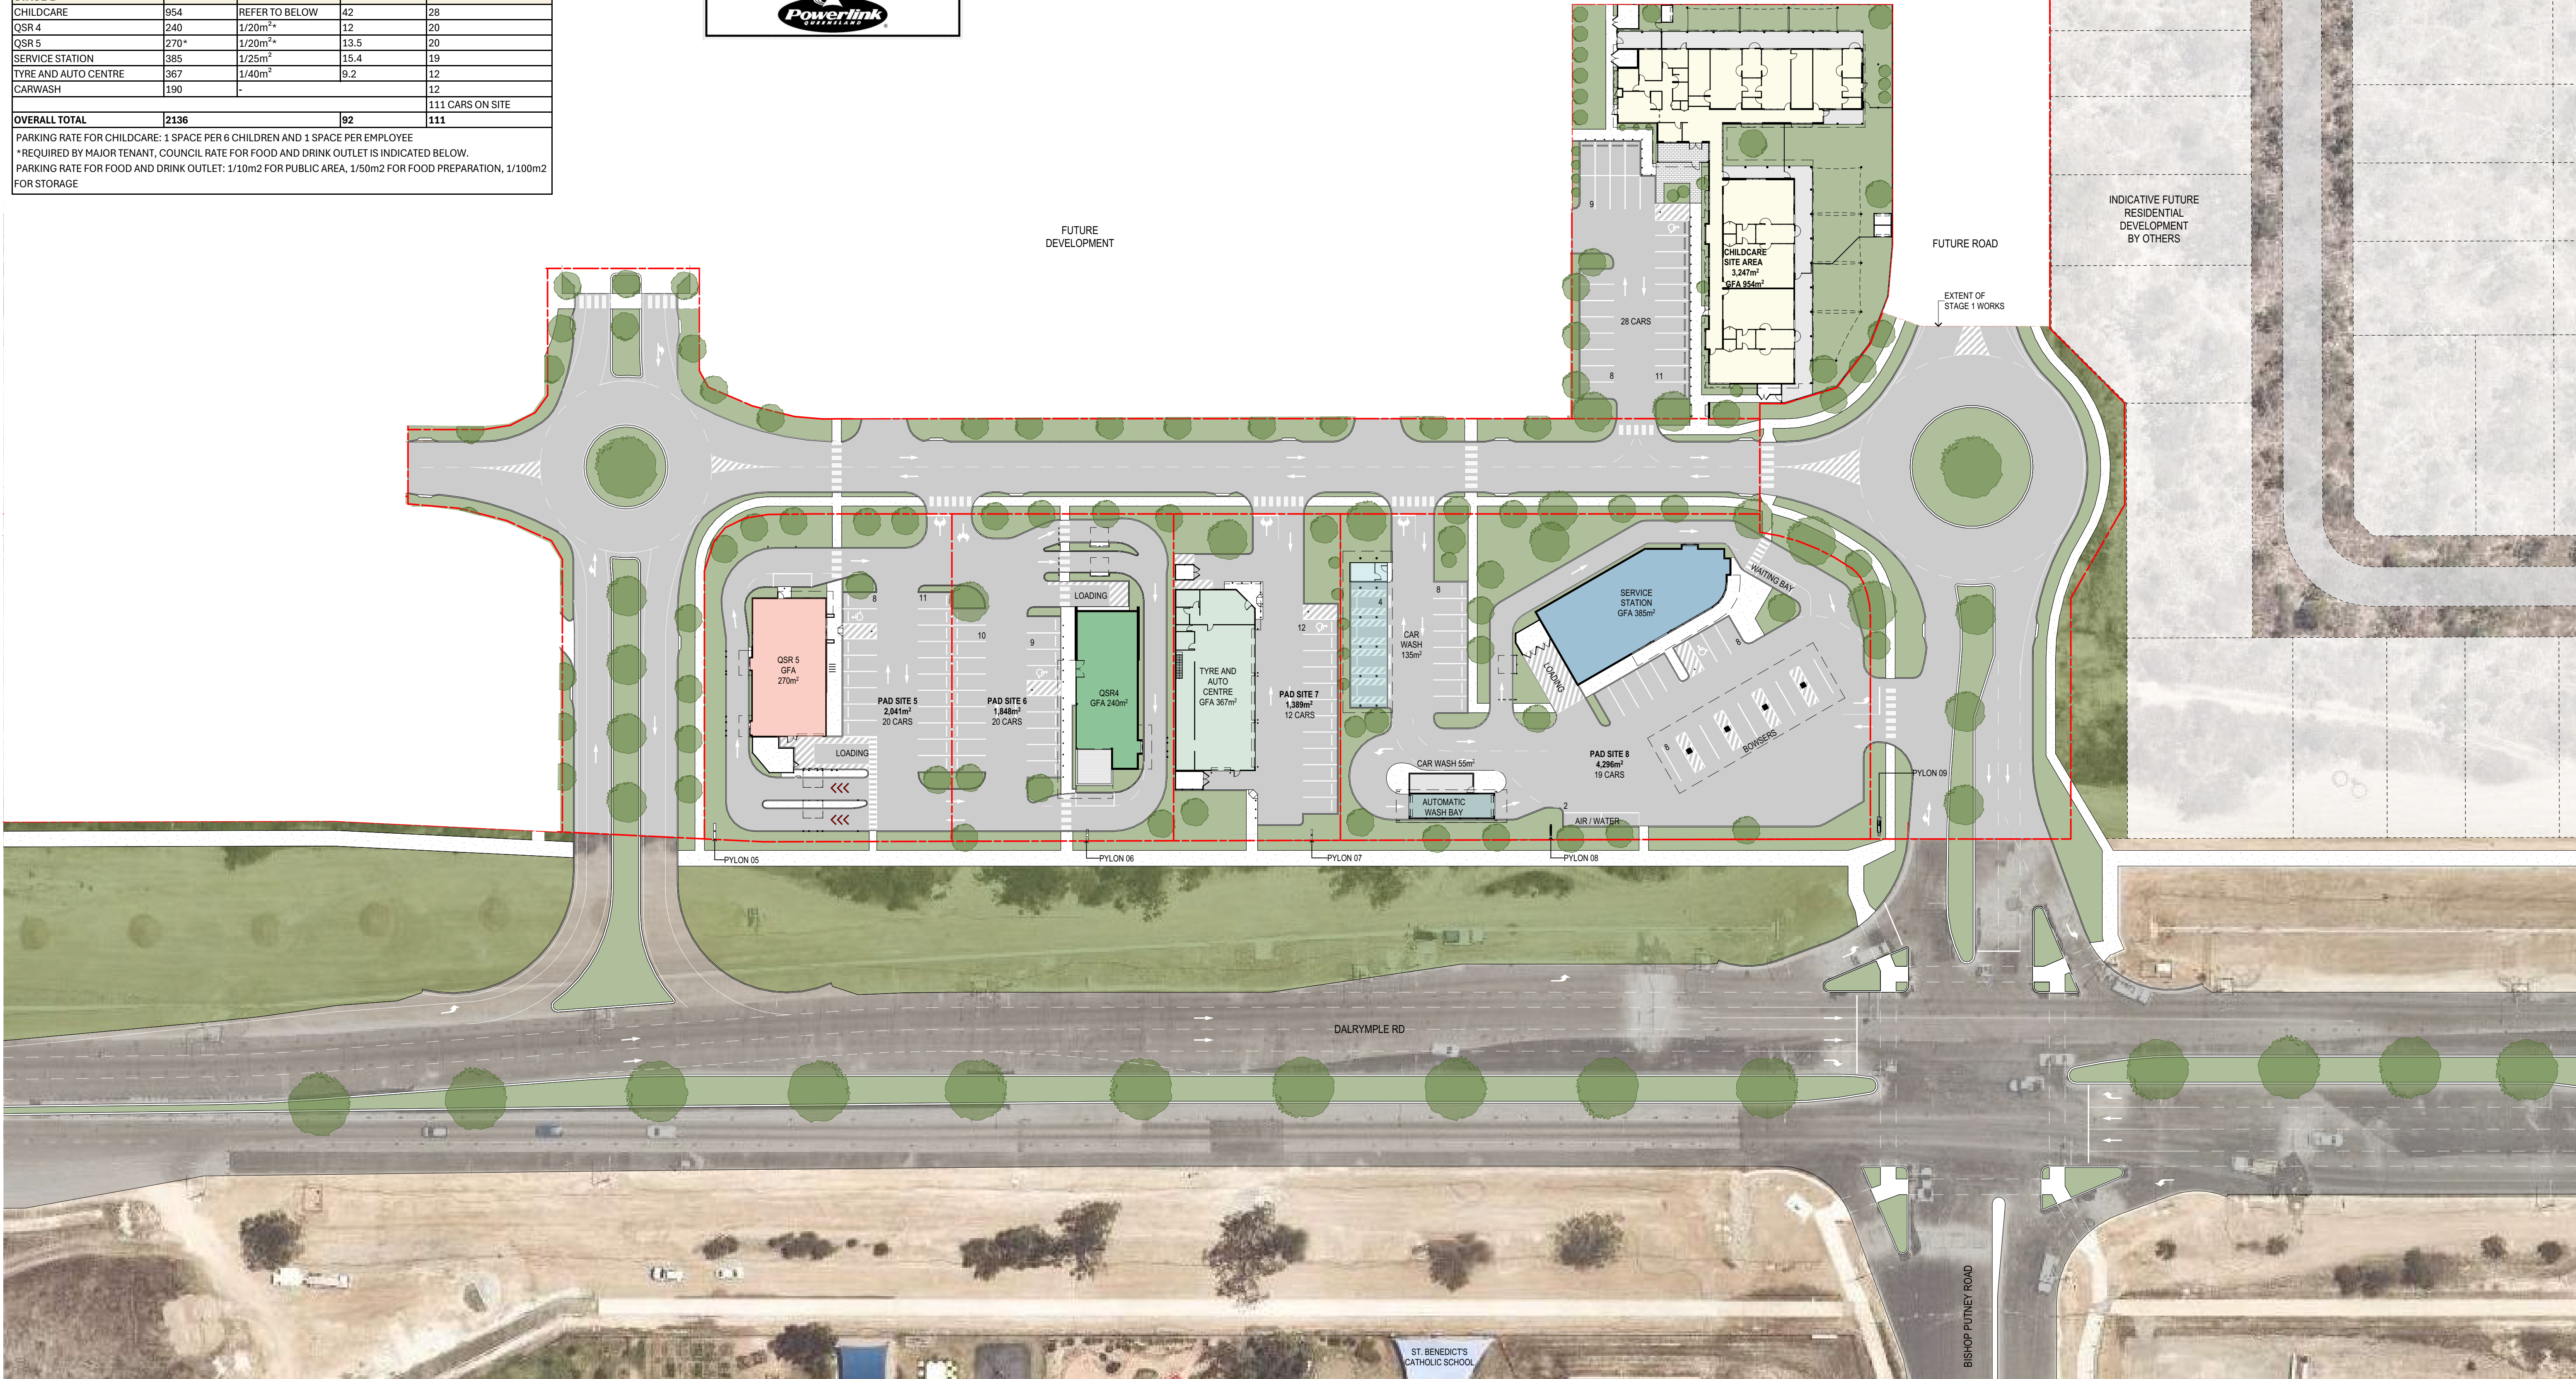 CHILDCARE 954 REFER TO BELOW 42 28
QSR 4 240 1/20m²* 12 20
QSR 5 270* 1/20m²* 13.5 20
SERVICE STATION 385 1/25m² 15.4 19
TYRE AND AUTO CENTRE 367 1/40m² 9.2 12
CARWASH 190 - 12
111 CARS ON SITE
OVERALL TOTAL 2136 92 111
PARKING RATE FOR CHILDCARE: 1 SPACE PER 6 CHILDREN AND 1 SPACE PER EMPLOYEE
*REQUIRED BY MAJOR TENANT, COUNCIL RATE FOR FOOD AND DRINK OUTLET IS INDICATED BELOW.
PARKING RATE FOR FOOD AND DRINK OUTLET: 1/10m2 FOR PUBLIC AREA, 1/50m2 FOR FOOD PREPARATION, 1/100m2
FOR STORAGE
Powerlink
QUEENSLAND
FUTURE
DEVELOPMENT
9
CHILDCARE
SITE AREA
3,247m²
GFA 954m²
28 CARS
8
11
FUTURE ROAD
EXTENT OF
STAGE 1 WORKS
INDICATIVE FUTURE
RESIDENTIAL
DEVELOPMENT
BY OTHERS
QSR 5
GFA
270m²
8
11
LOADING
PAD SITE 5
2,041m²
20 CARS
10
9
PAD SITE 6
1,848m²
20 CARS
LOADING
QSR4
GFA 240m²
TYRE AND
AUTO
CENTRE
GFA 367m²
12
PAD SITE 7
1,389m²
12 CARS
4
8
CAR
WASH
135m²
SERVICE
STATION
GFA 385m²
WAITING BAY
LOADING
8
8
BOWSERS
PAD SITE 8
4,296m²
19 CARS
CAR WASH 55m²
AUTOMATIC
WASH BAY
2
AIR / WATER
PYLON 05
PYLON 06
PYLON 07
PYLON 08
PYLON 09
DALRYMPLE RD
BISHOP PUTNEY ROAD
ST. BENEDICT'S
CATHOLIC SCHOOL